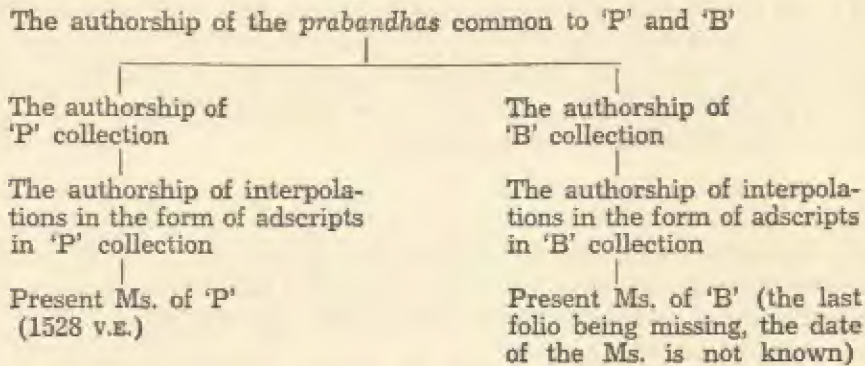 The authorship of the prabandhas common to ‘P’ and ‘B’
The authorship of
‘P’ collection
The authorship of interpola-
tions in the form of adscripts
in ‘P’ collection
Present Ms. of ‘P’
(1528 V.E.)
The authorship of
‘B’ collection
The authorship of interpola-
tions in the form of adscripts
in ‘B’ collection
Present Ms. of ‘B’ (the last
folio being missing, the date
of the Ms. is not known)